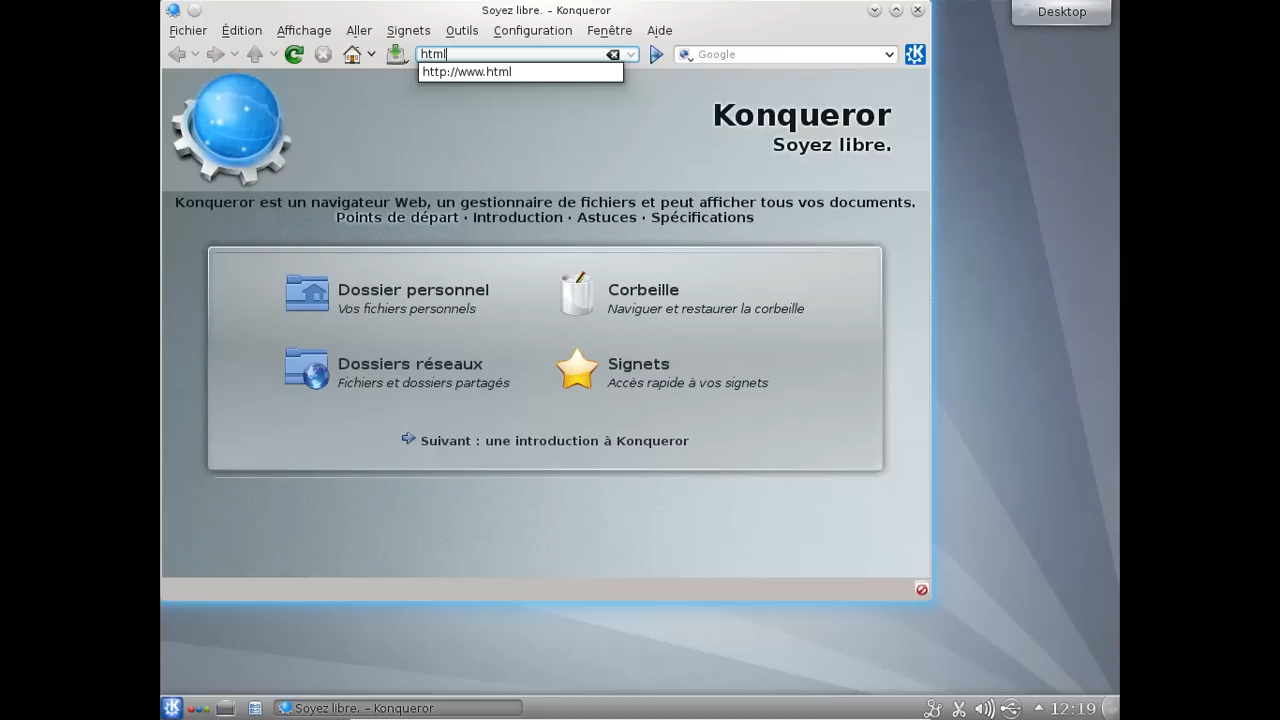 Soyez libre. – Konqueror
Desktop
Fichier Édition Affichage Aller Signets Outils Configuration Fenêtre Aide
html
Google
http://www.html
Konqueror
Soyez libre.
Konqueror est un navigateur Web, un gestionnaire de fichiers et peut afficher tous vos documents.
Points de départ · Introduction · Astuces · Spécifications
Dossier personnel
Vos fichiers personnels
Corbeille
Naviguer et restaurer la corbeille
Dossiers réseaux
Fichiers et dossiers partagés
Signets
Accès rapide à vos signets
Suivant : une introduction à Konqueror
Soyez libre. – Konqueror
12:19